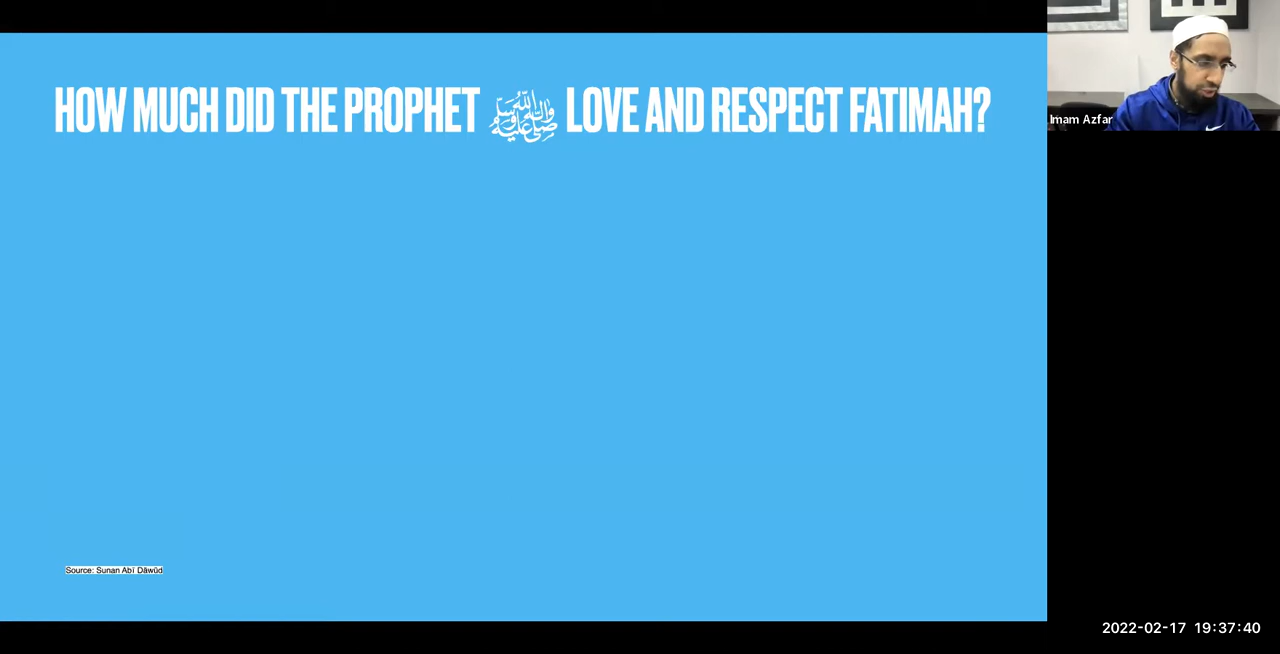 HOW MUCH DID THE PROPHET صلى الله عليه وسلم LOVE AND RESPECT FATIMAH?
Imam Azfar
Source: Sunan Abī Dāwūd
2022-02-17 19:37:40